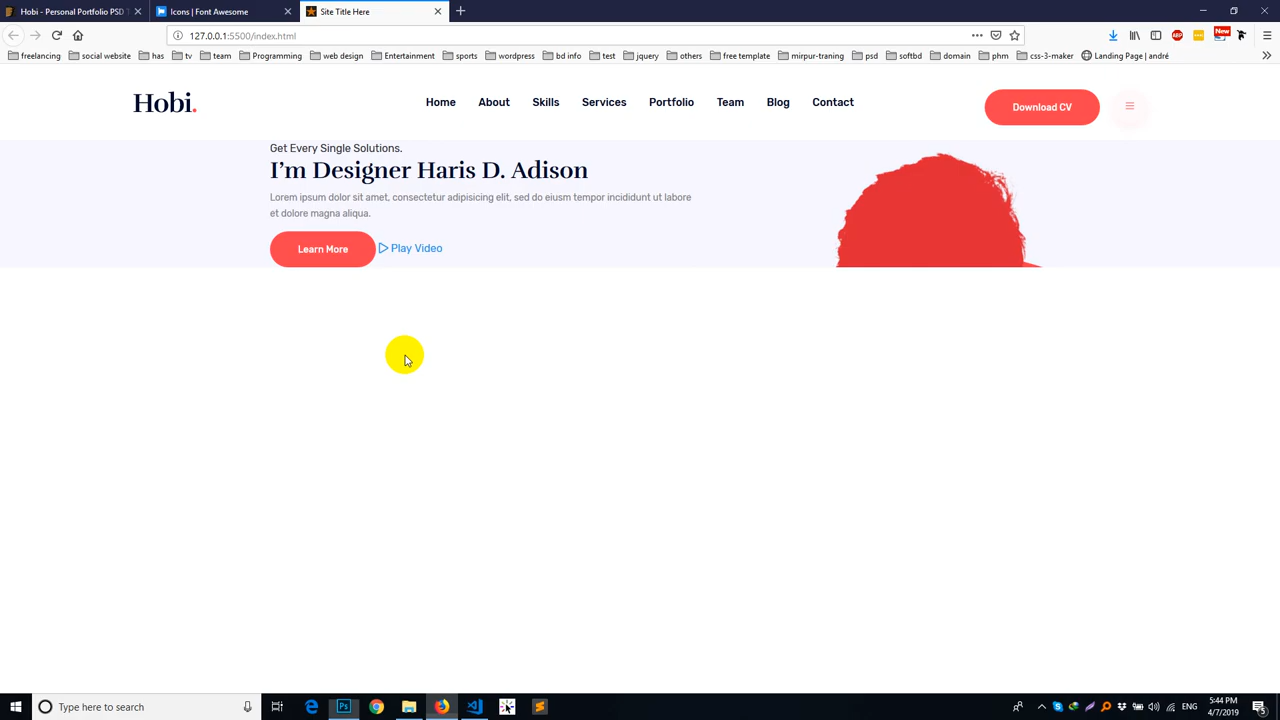 Hobi - Personal Portfolio PSD T
Icons | Font Awesome
Site Title Here
127.0.0.1:5500/index.html
New
ABP
freelancing
social website
has
tv
team
Programming
web design
Entertainment
sports
wordpress
bd info
test
jquery
others
free template
mirpur-traning
psd
softbd
domain
phm
css-3-maker
Landing Page | andré
Hobi.
Home
About
Skills
Services
Portfolio
Team
Blog
Contact
Download CV
Get Every Single Solutions.
I'm Designer Haris D. Adison
Lorem ipsum dolor sit amet, consectetur adipisicing elit, sed do eiusm tempor incididunt ut labore
et dolore magna aliqua.
Learn More
Play Video
Type here to search
Ps
ENG
5:44 PM
4/7/2019
5